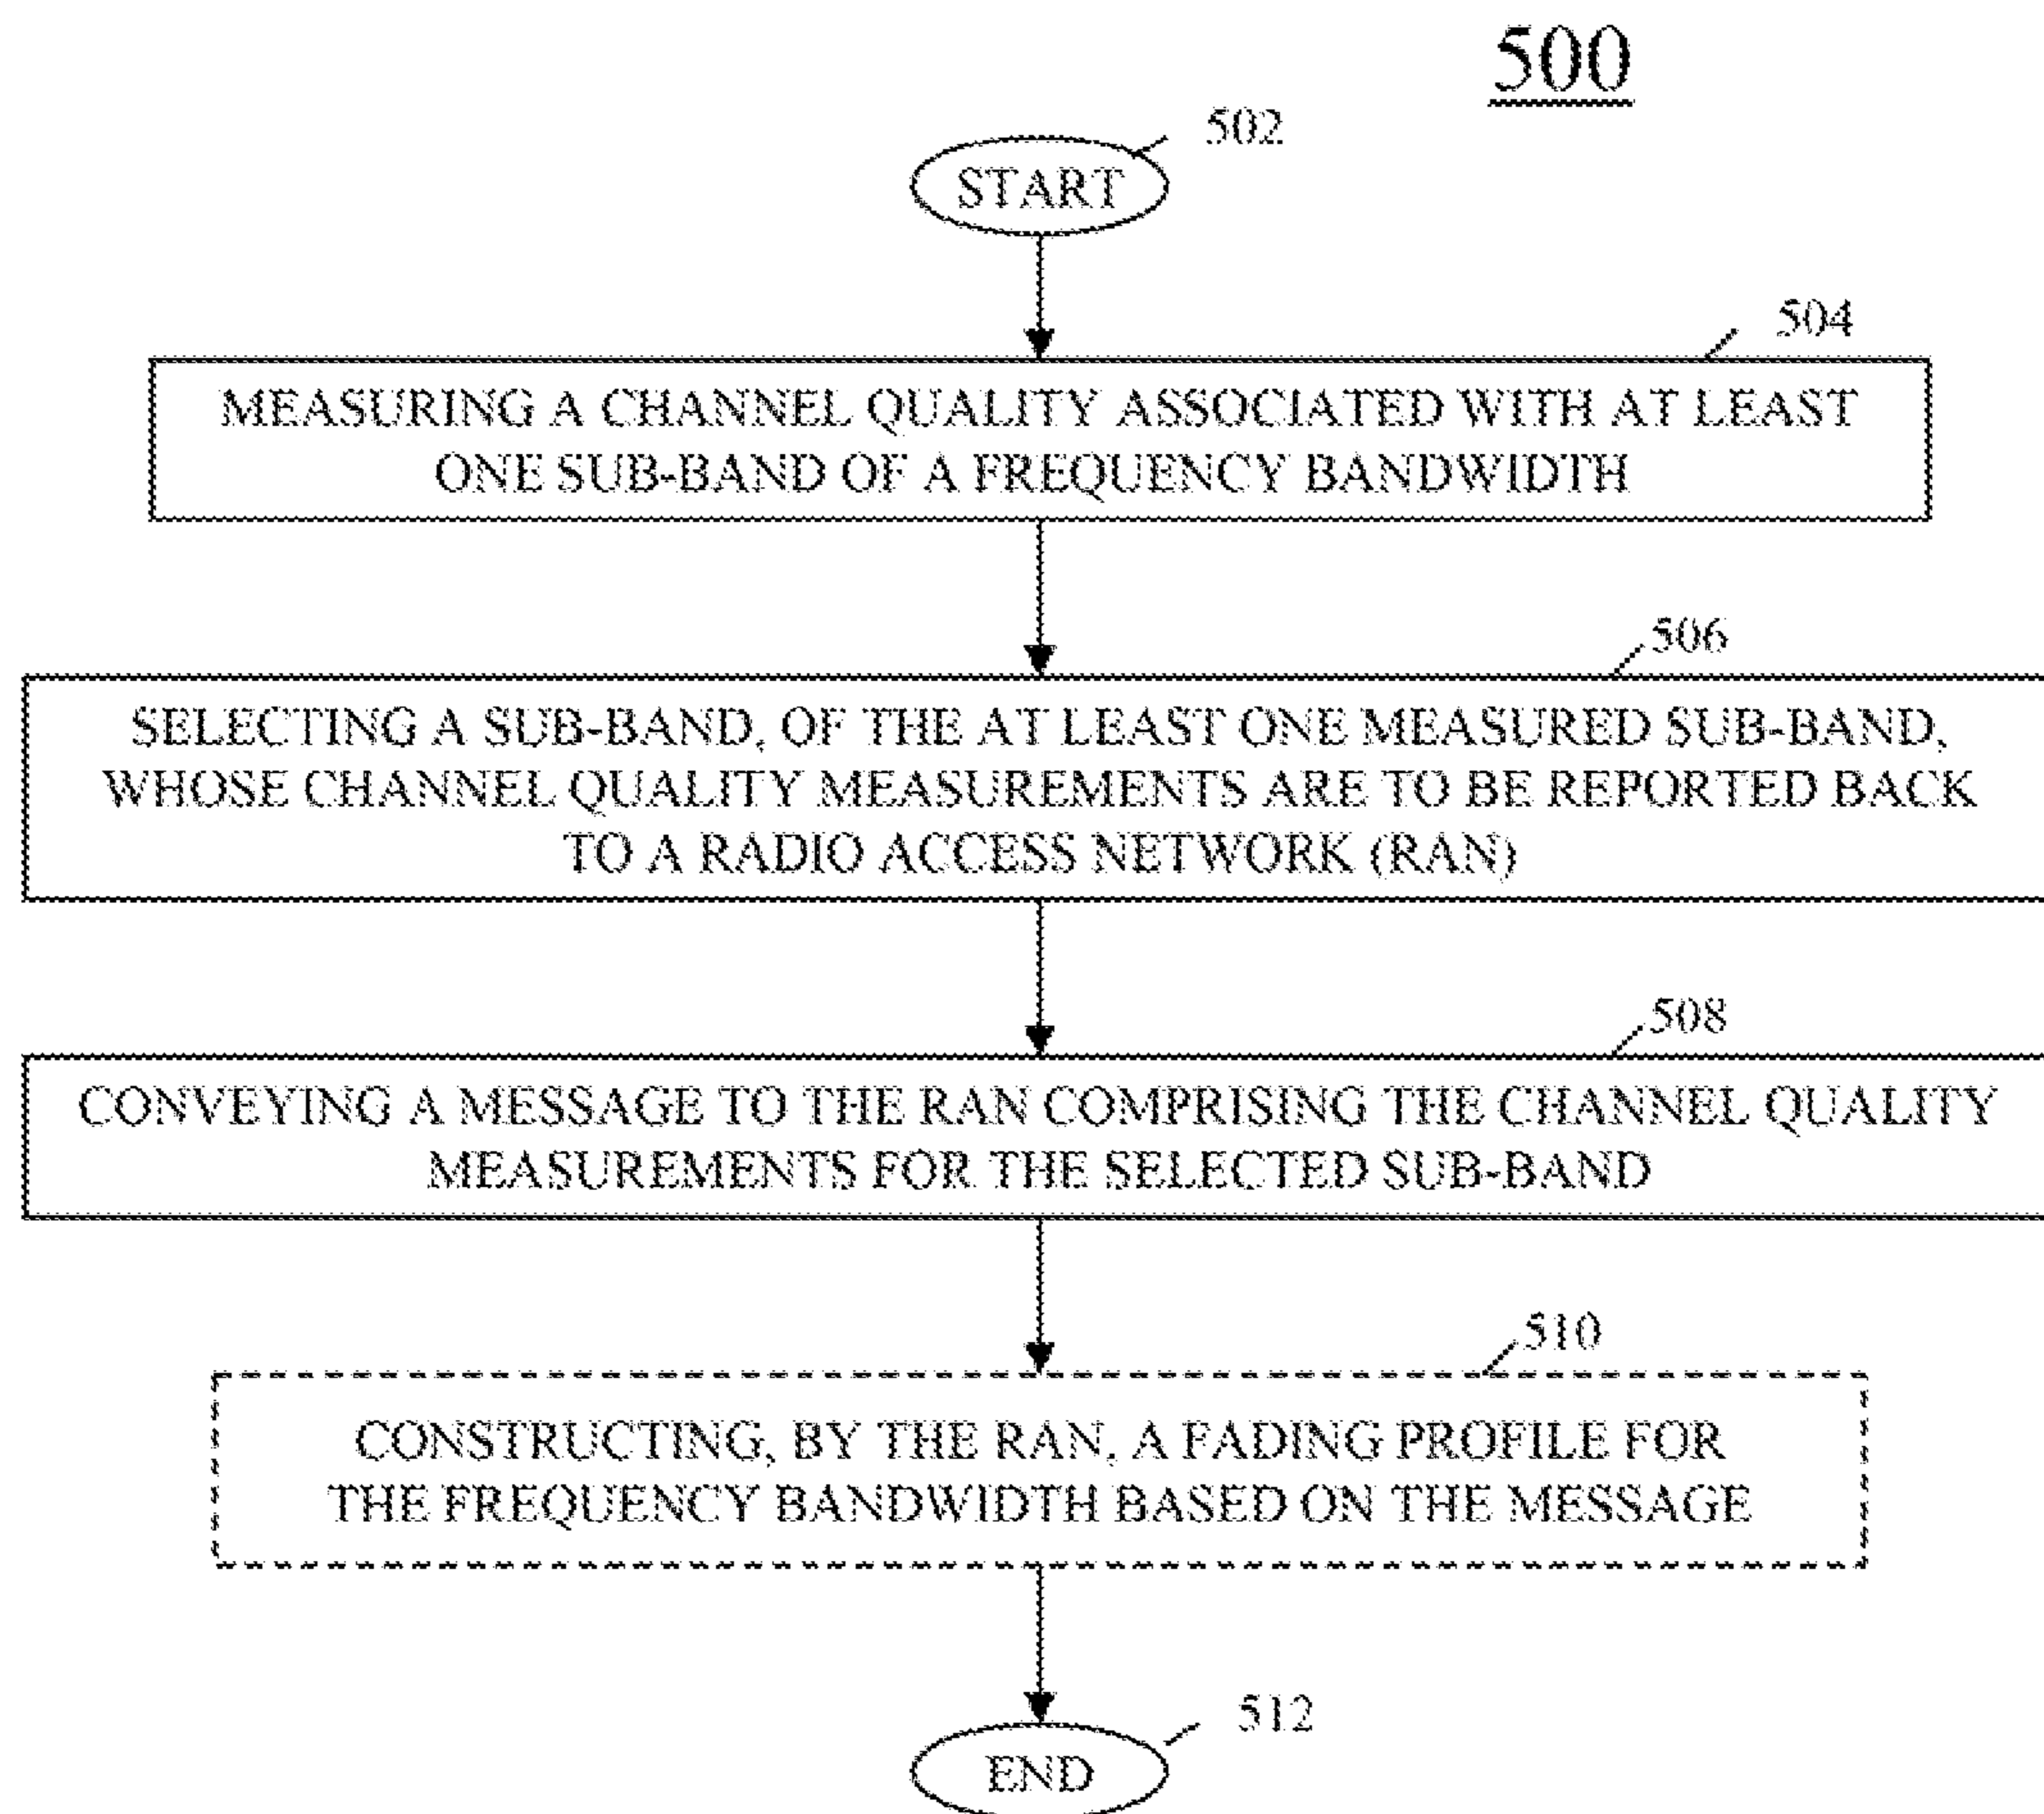 500
502
START
504
MEASURING A CHANNEL QUALITY ASSOCIATED WITH AT LEAST
ONE SUB-BAND OF A FREQUENCY BANDWIDTH
506
SELECTING A SUB-BAND, OF THE AT LEAST ONE MEASURED SUB-BAND,
WHOSE CHANNEL QUALITY MEASUREMENTS ARE TO BE REPORTED BACK
TO A RADIO ACCESS NETWORK (RAN)
508
CONVEYING A MESSAGE TO THE RAN COMPRISING THE CHANNEL QUALITY
MEASUREMENTS FOR THE SELECTED SUB-BAND
510
CONSTRUCTING, BY THE RAN, A FADING PROFILE FOR
THE FREQUENCY BANDWIDTH BASED ON THE MESSAGE
512
END